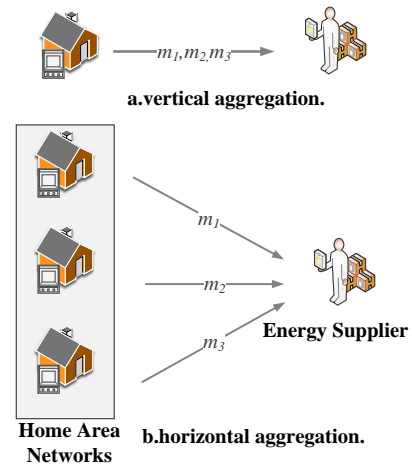 m1,m2,m3
a.vertical aggregation.
m1
m2
m3
Energy Supplier
Home Area
Networks
b.horizontal aggregation.